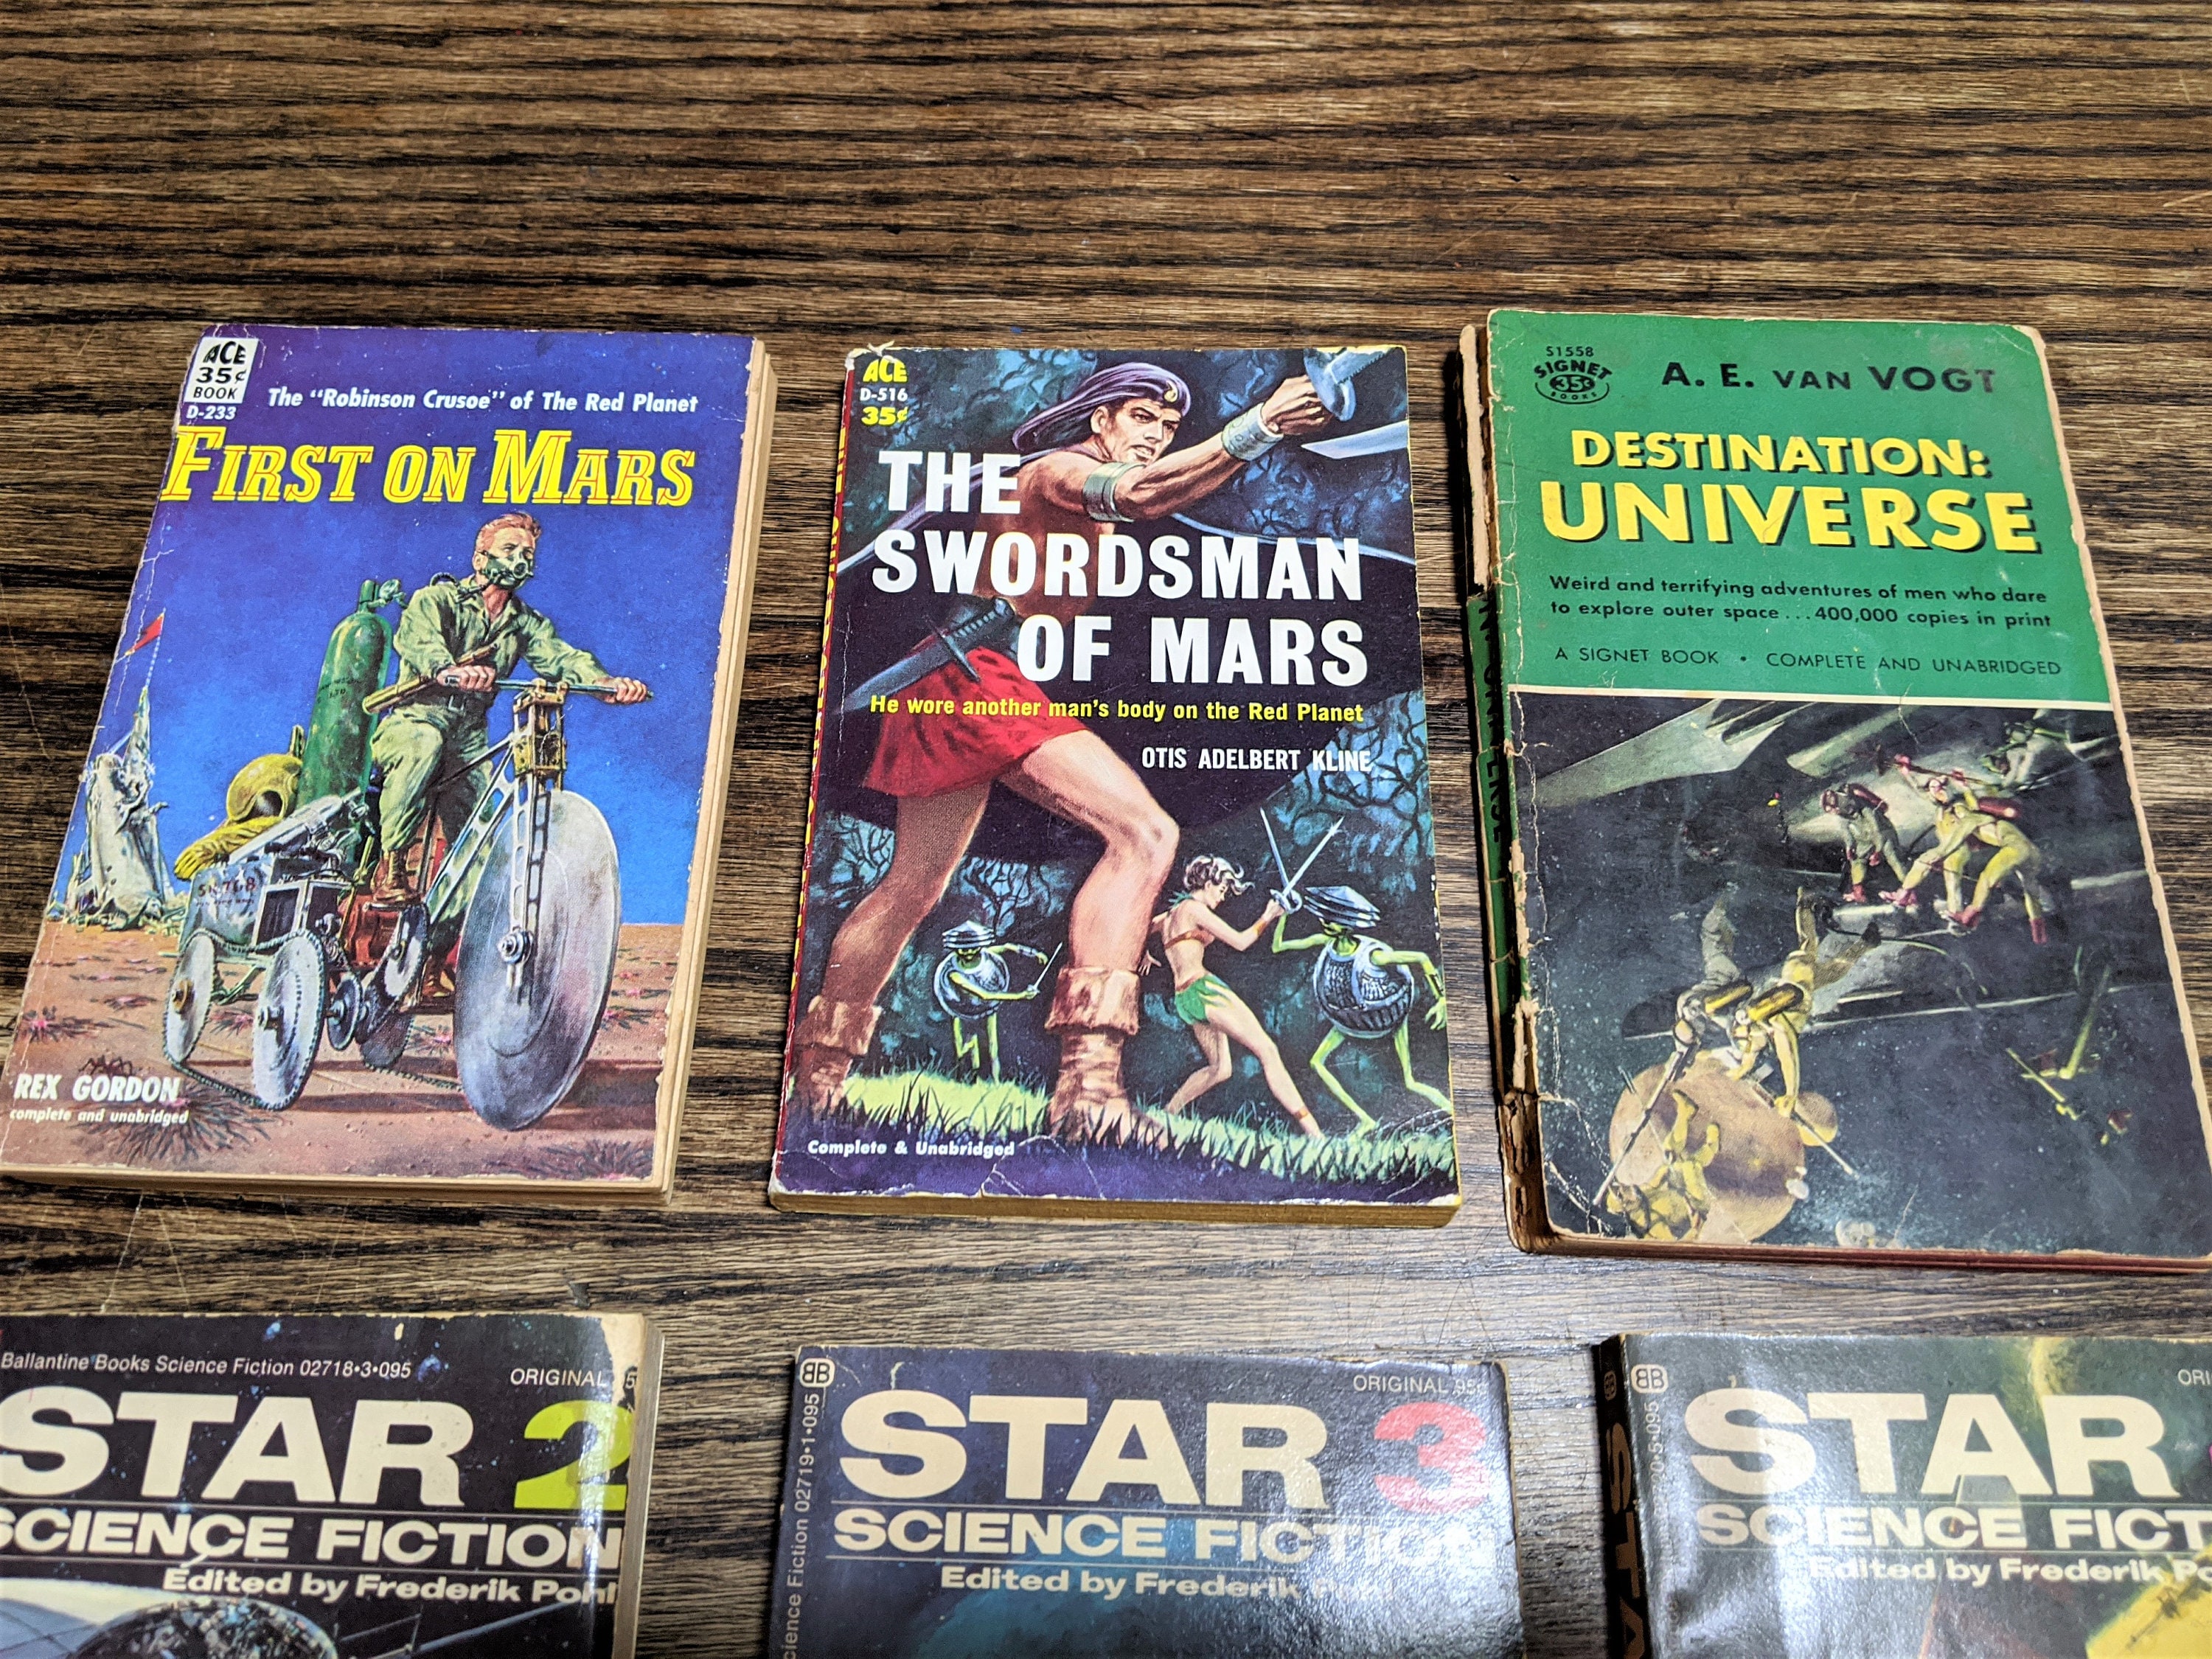 ACE
35¢
BOOK
D-233
The "Robinson Crusoe" of The Red Planet
FIRST ON MARS
REX GORDON
complete and unabridged
ACE
D-516
35¢
THE
SWORDSMAN
OF MARS
He wore another man's body on the Red Planet
OTIS ADELBERT KLINE
Complete & Unabridged
S1558
SIGNET
35¢
BOOKS
A. E. VAN VOGT
DESTINATION:
UNIVERSE
Weird and terrifying adventures of men who dare
to explore outer space...400,000 copies in print
A SIGNET BOOK • COMPLETE AND UNABRIDGED
Ballantine Books Science Fiction 02718•3•095
ORIGINAL
STAR 2
SCIENCE FICTION
Edited by Frederik Pohl
BB
ORIGINAL 95¢
Science Fiction 02719•1•095
STAR 3
SCIENCE FICTION
Edited by Frederik Pohl
BB
STAR
SCIENCE FICT
Edited by Frederik Po